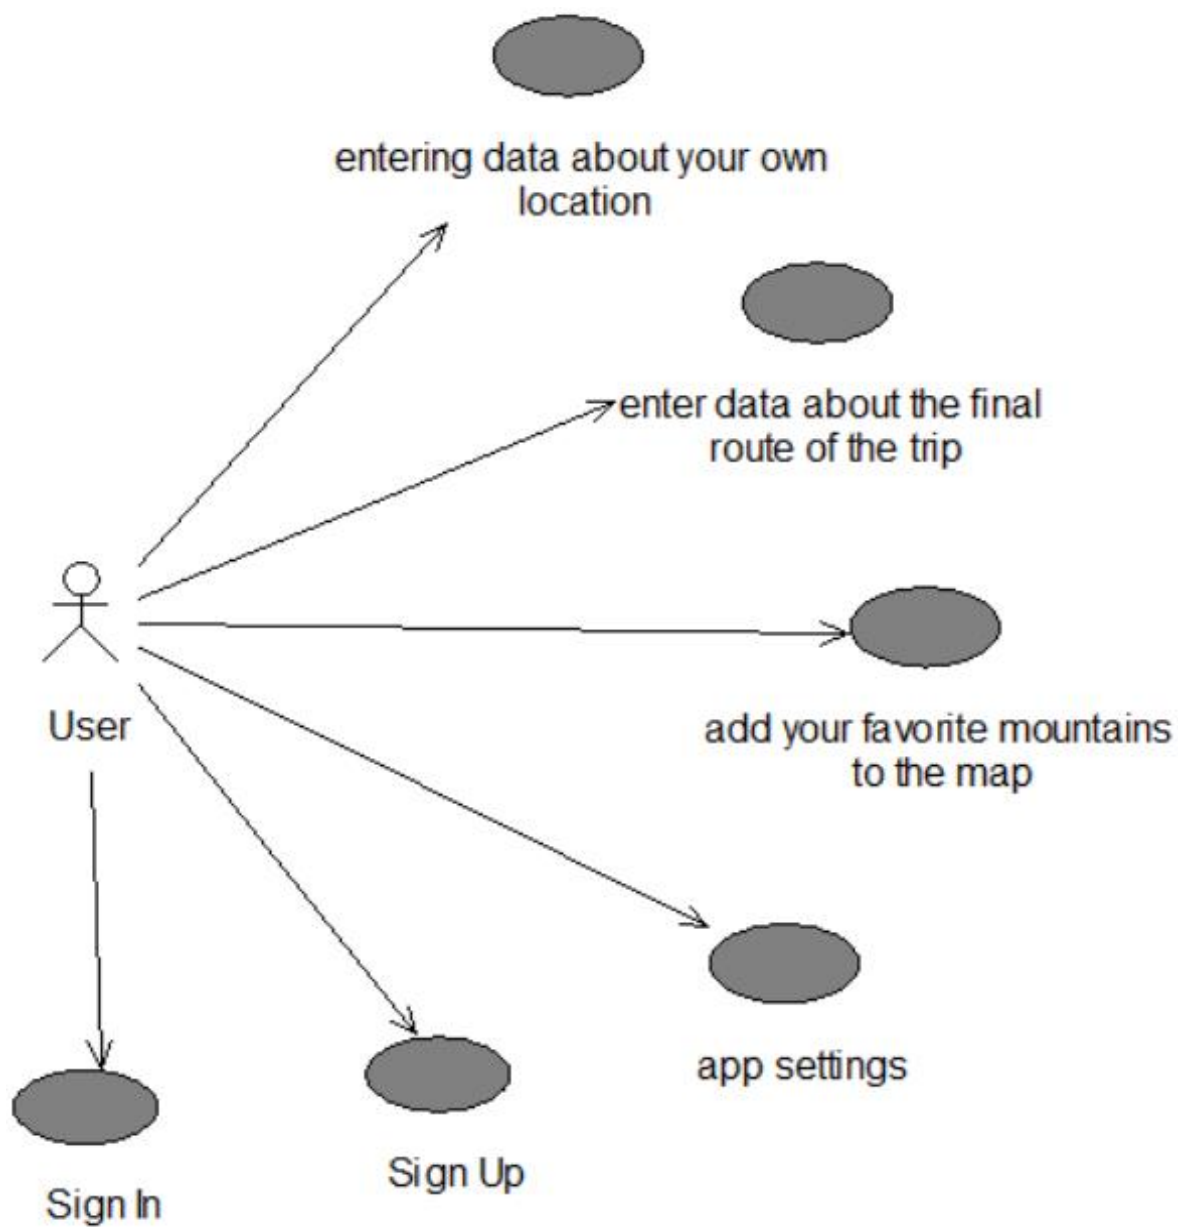 entering data about your own
location
enter data about the final
route of the trip
User
add your favorite mountains
to the map
app settings
Sign Up
Sign In